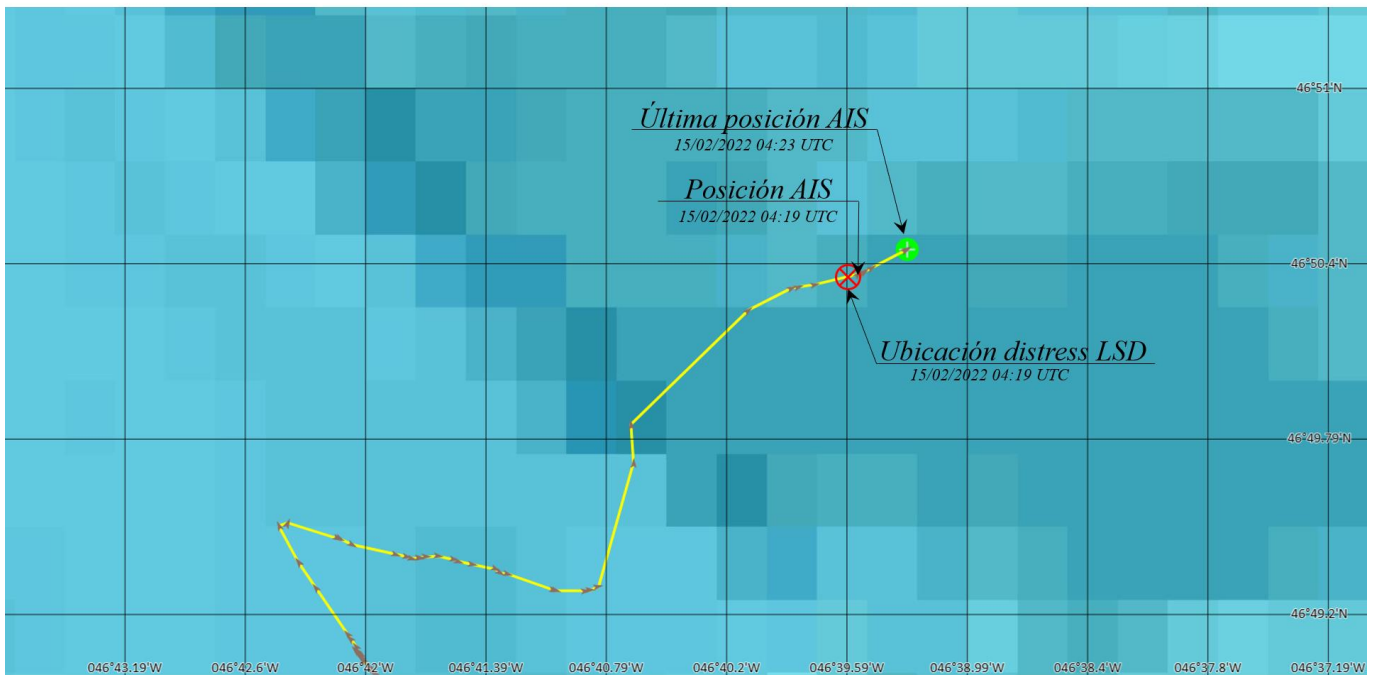 46°51'N
Última posición AIS
15/02/2022 04:23 UTC
Posición AIS
15/02/2022 04:19 UTC
46°50.4'N
Ubicación distress LSD
15/02/2022 04:19 UTC
46°49.79'N
46°49.2'N
046°43.19'W
046°42.6'W
046°42'W
046°41.39'W
046°40.79'W
046°40.2'W
046°39.59'W
046°38.99'W
046°38.4'W
046°37.8'W
046°37.19'W